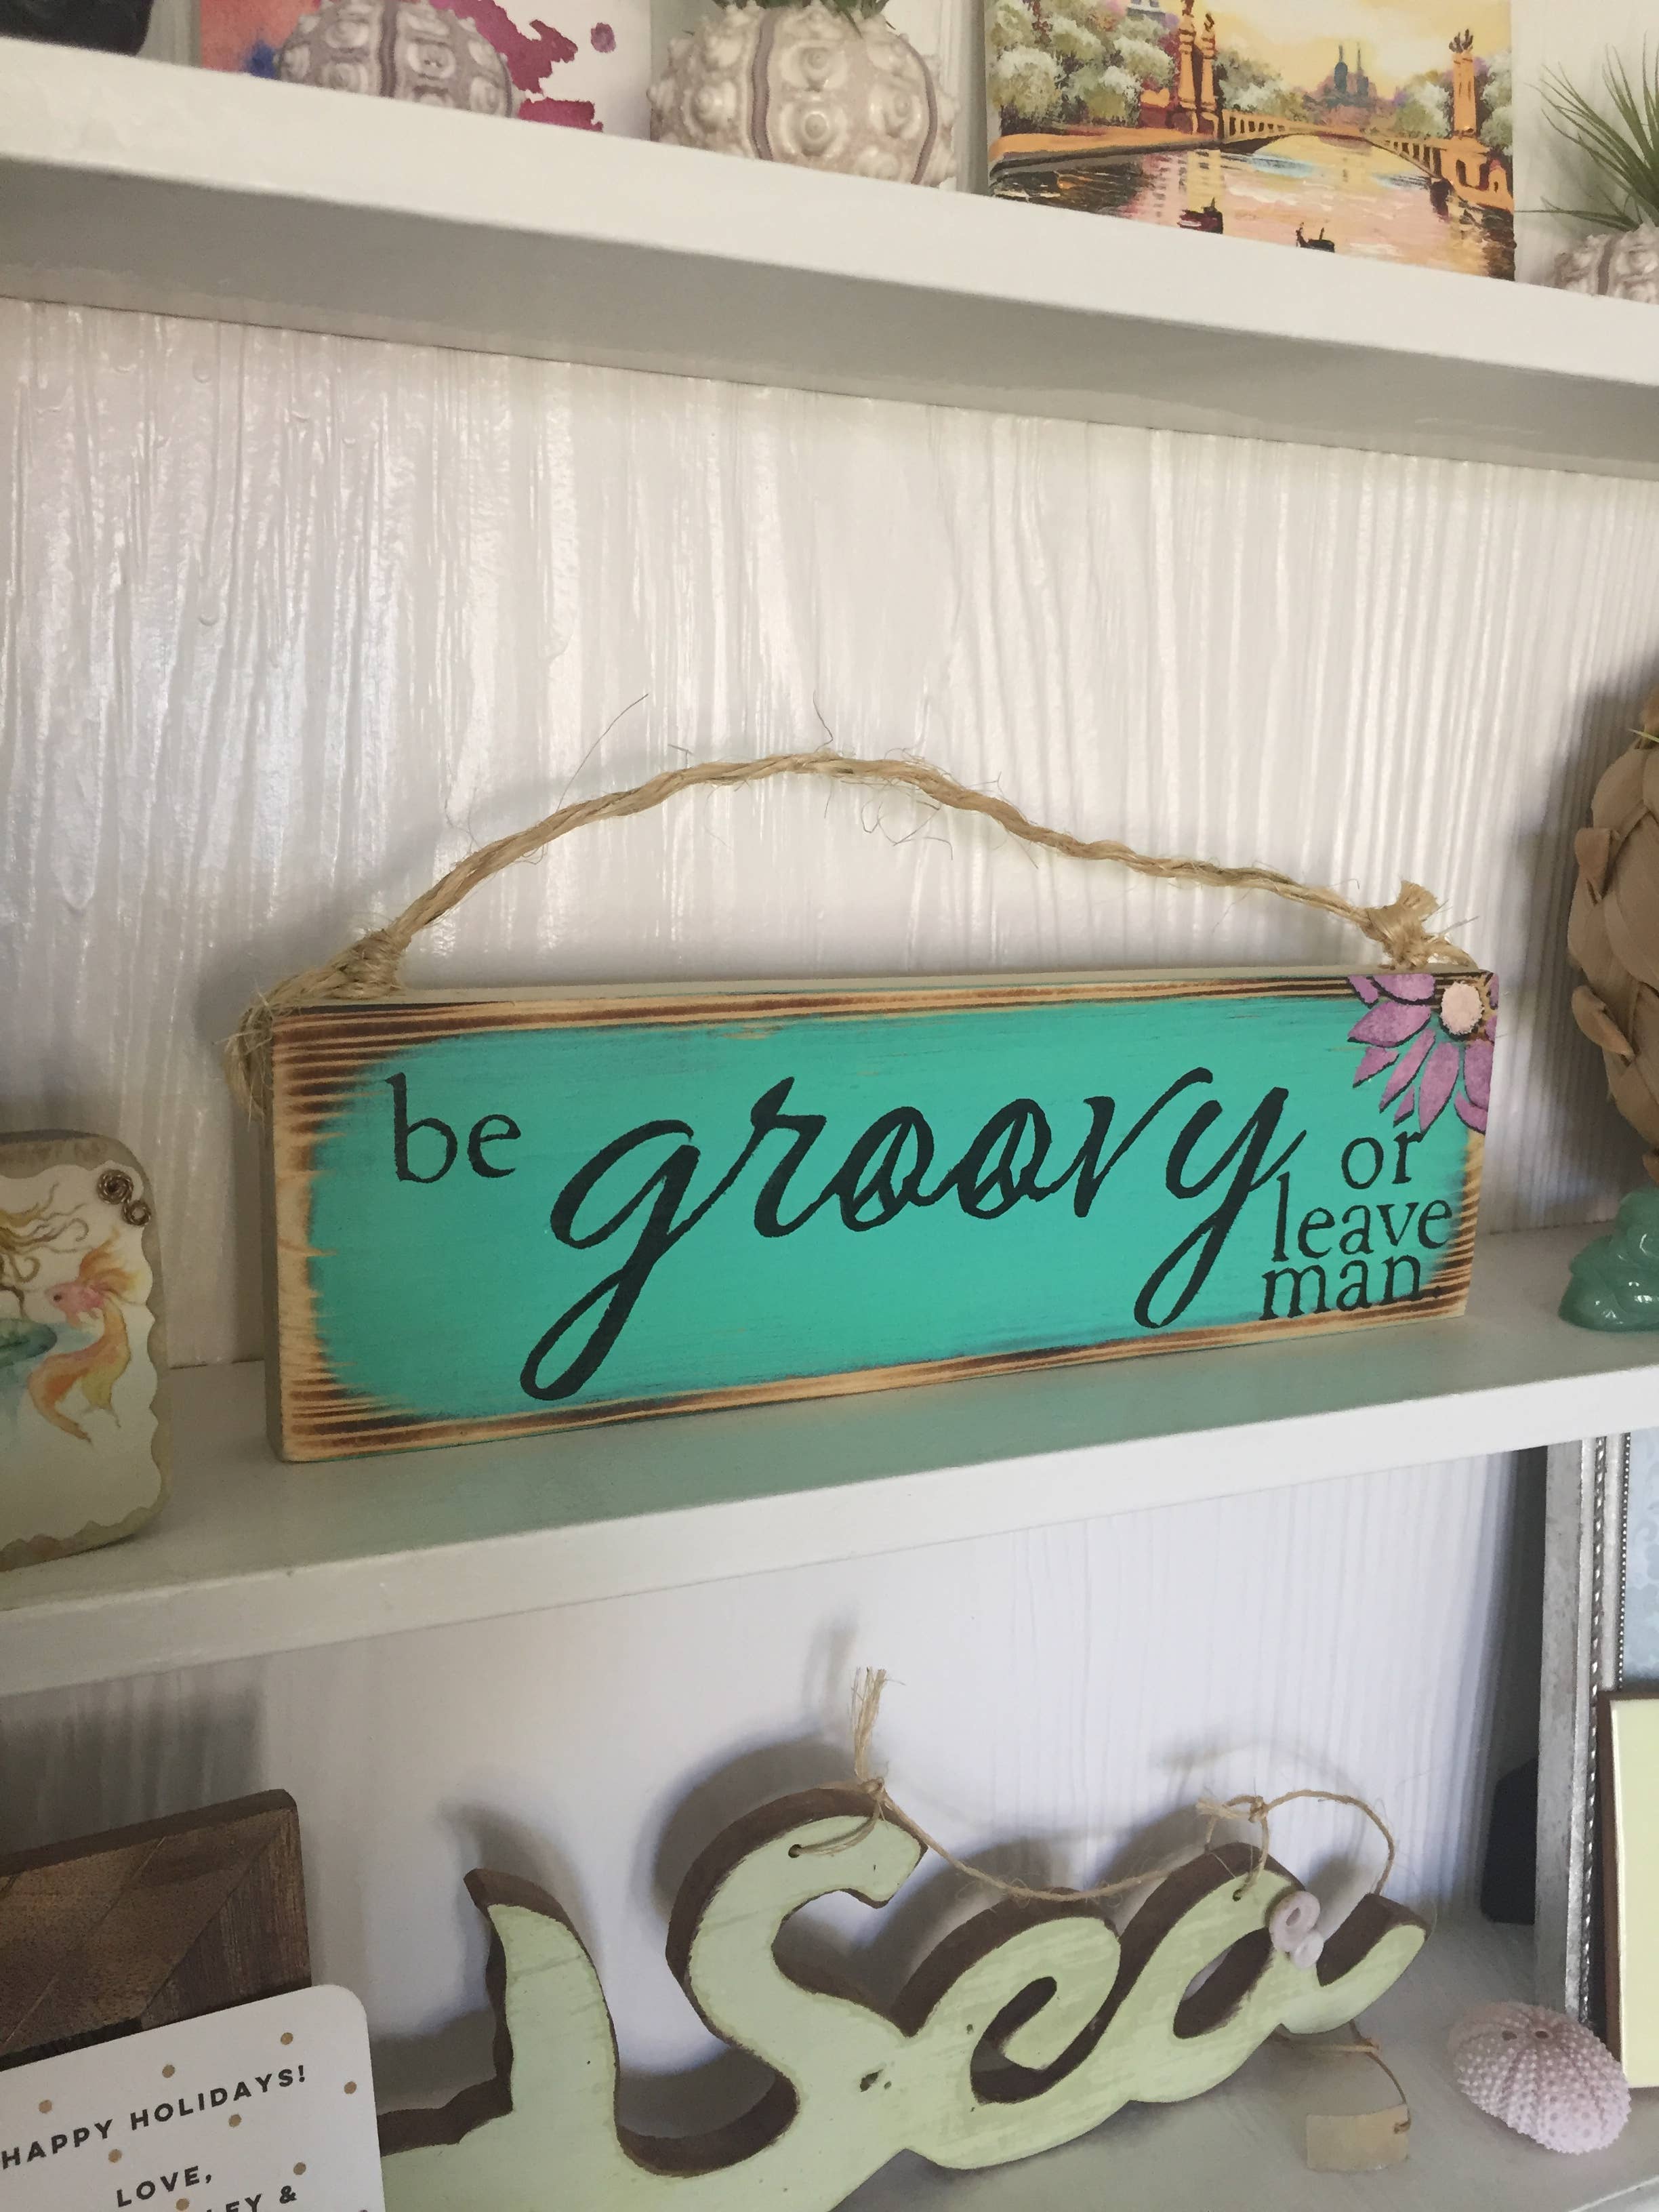 be groovy or
leave
man.
Sea
HAPPY HOLIDAYS!
LOVE,
&